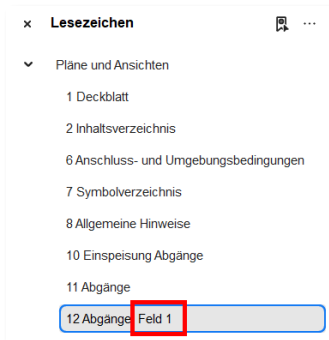 Lesezeichen
Pläne und Ansichten
1 Deckblatt
2 Inhaltsverzeichnis
6 Anschluss- und Umgebungsbedingungen
7 Symbolverzeichnis
8 Allgemeine Hinweise
10 Einspeisung Abgänge
11 Abgänge
12 Abgänge Feld 1